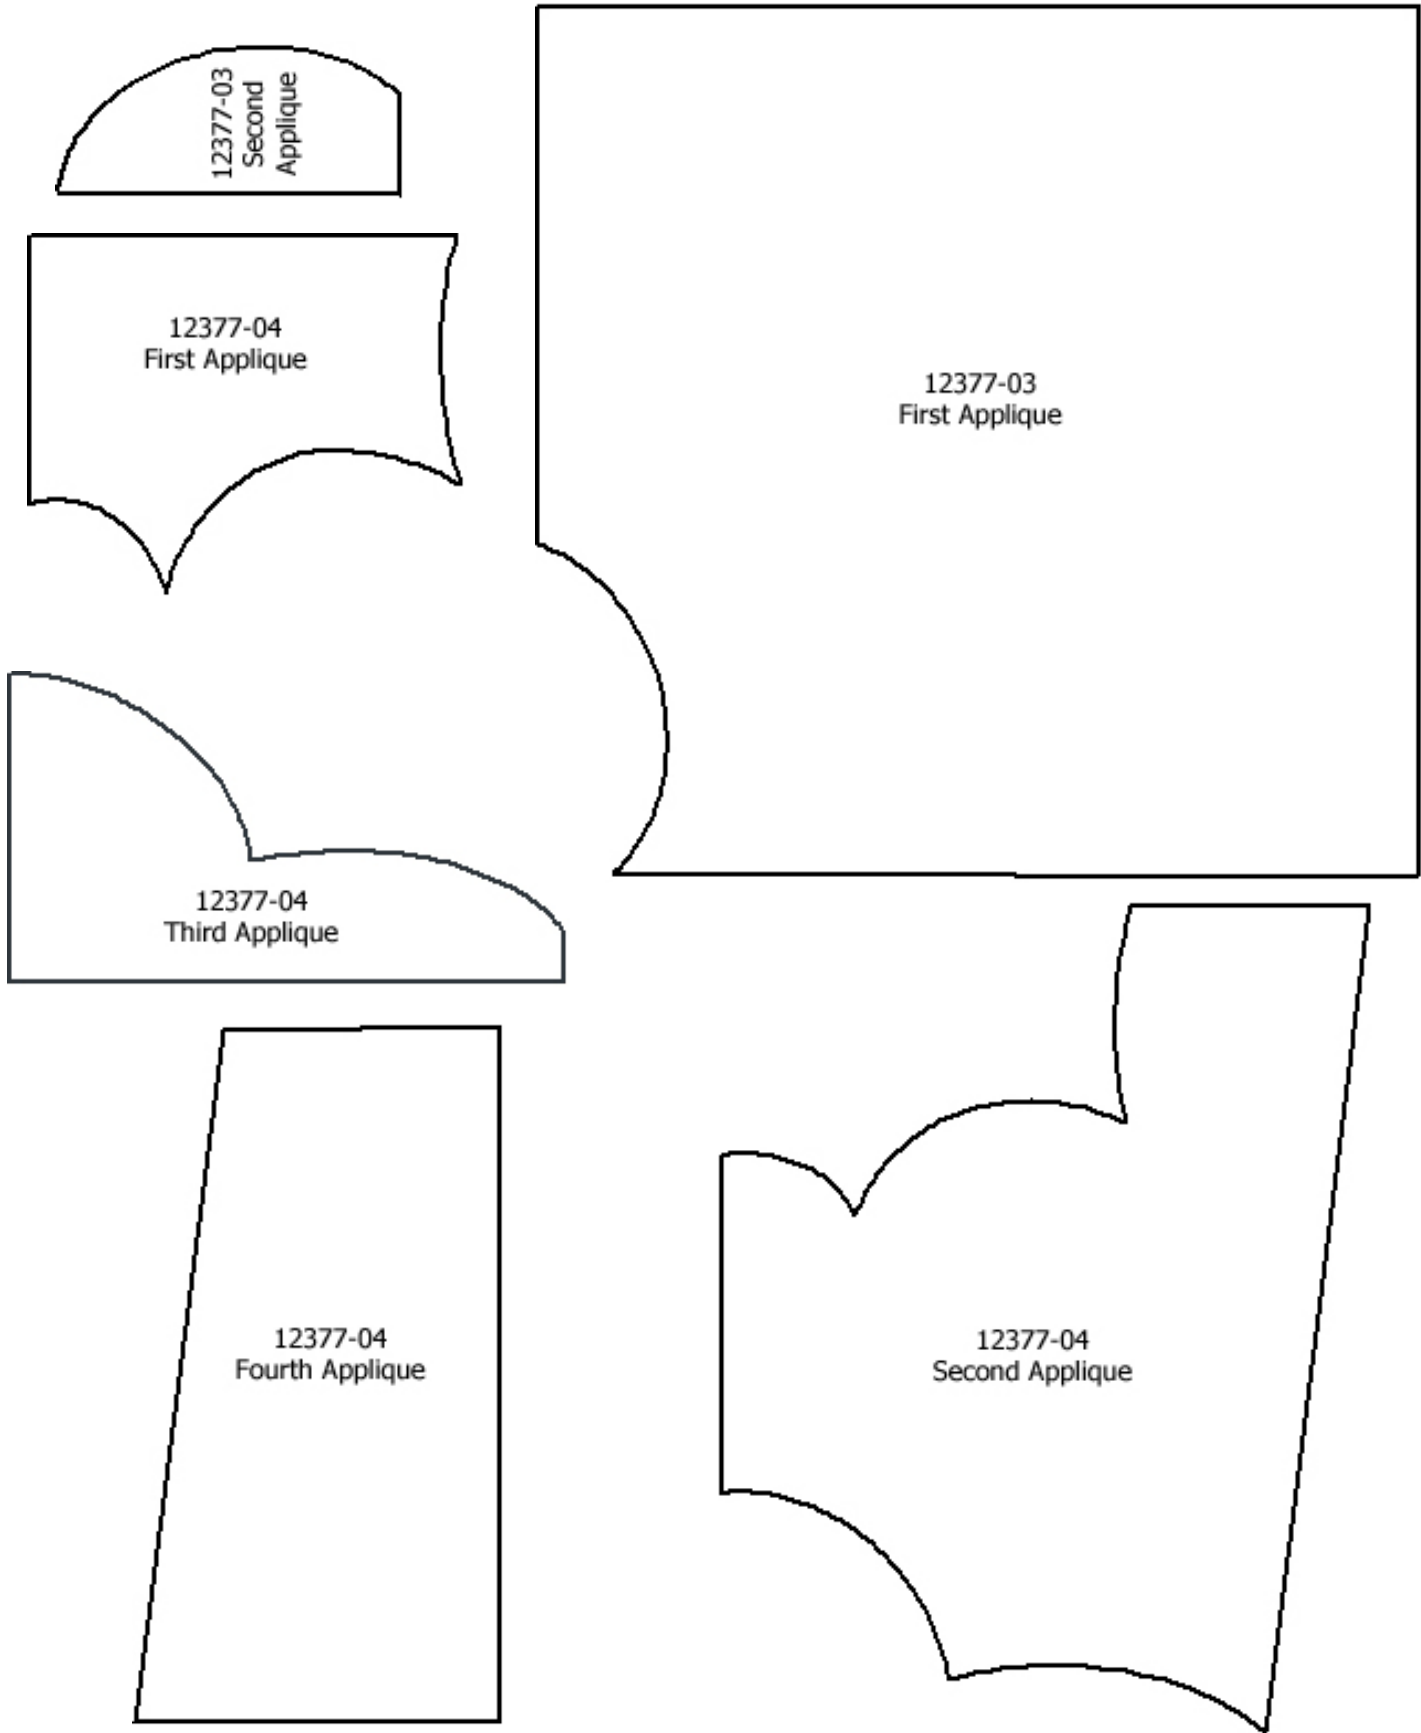 12377-03
Second
Applique
12377-04
First Applique
12377-03
First Applique
12377-04
Third Applique
12377-04
Fourth Applique
12377-04
Second Applique